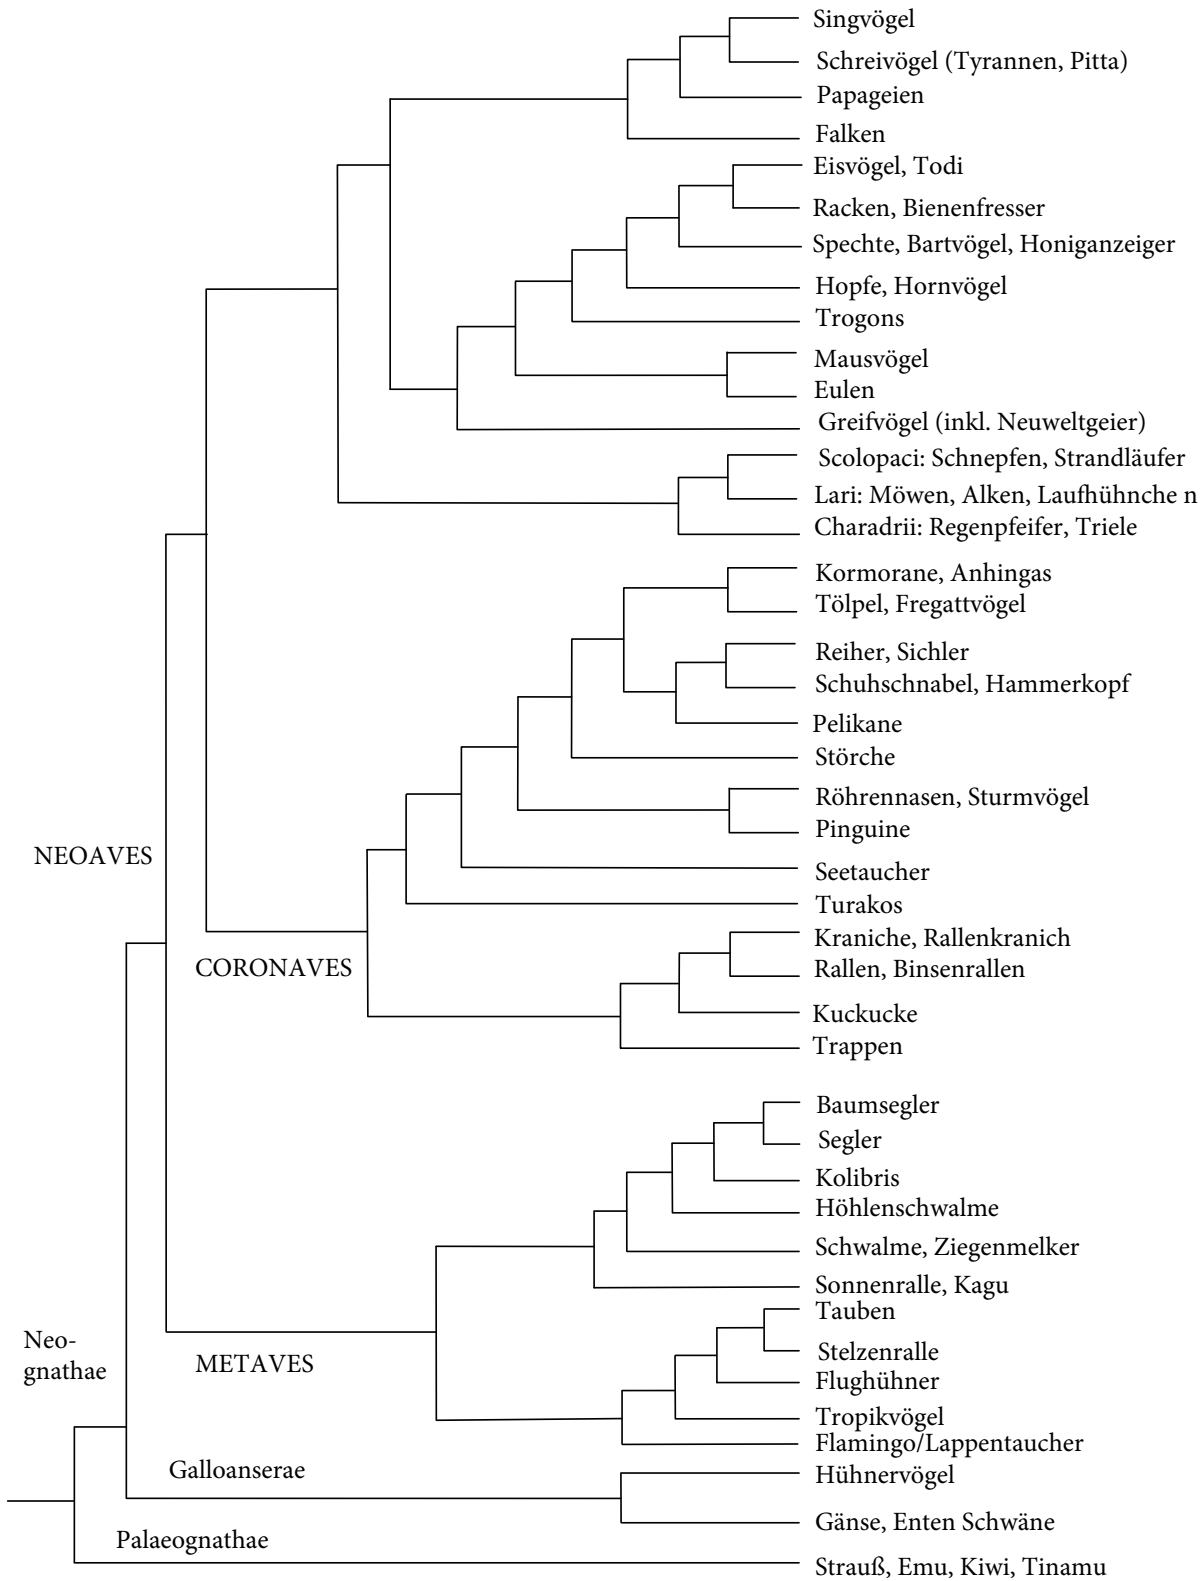 Singvögel
Schreivögel (Tyrannen, Pitta)
Papageien
Falken
Eisvögel, Todi
Racken, Bienenfresser
Spechte, Bartvögel, Honiganzeiger
Hopfe, Hornvögel
Trogons
Mausvögel
Eulen
Greifvögel (inkl. Neuweltgeier)
Scolopaci: Schnepfen, Strandläufer
Lari: Möwen, Alken, Laufhühnche n
Charadrii: Regenpfeifer, Triele
Kormorane, Anhingas
Tölpel, Fregattvögel
Reiher, Sichler
Schuhschnabel, Hammerkopf
Pelikane
Störche
Röhrennasen, Sturmvögel
Pinguine
NEOAVES
Seetaucher
Turakos
Kraniche, Rallenkranich
CORONAVES
Rallen, Binsenrallen
Kuckucke
Trappen
Baumsegler
Segler
Kolibris
Höhlenschwalme
Schwalme, Ziegenmelker
Sonnenralle, Kagu
Tauben
Neo-
gnathae
Stelzenralle
METAVES
Flughühner
Tropikvögel
Flamingo/Lappentaucher
Galloanserae
Hühnervögel
Gänse, Enten Schwäne
Palaeognathae
Strauß, Emu, Kiwi, Tinamu